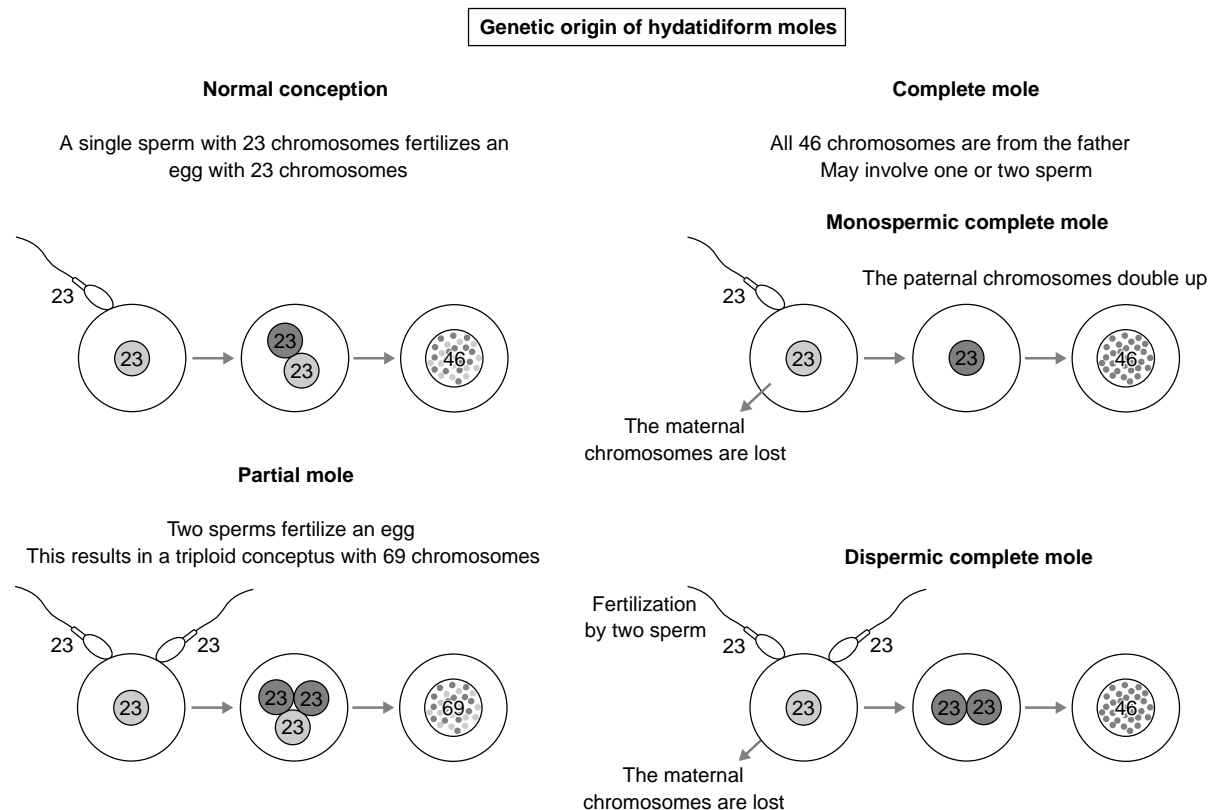 Genetic origin of hydatidiform moles
Normal conception
A single sperm with 23 chromosomes fertilizes an
egg with 23 chromosomes
23
23
23
23
46
Partial mole
Two sperms fertilize an egg
This results in a triploid conceptus with 69 chromosomes
23
23
23
23
23
23
69
Complete mole
All 46 chromosomes are from the father
May involve one or two sperm
Monospermic complete mole
The paternal chromosomes double up
23
23
23
46
The maternal
chromosomes are lost
Dispermic complete mole
Fertilization
by two sperm
23
23
23
23
23
46
The maternal
chromosomes are lost